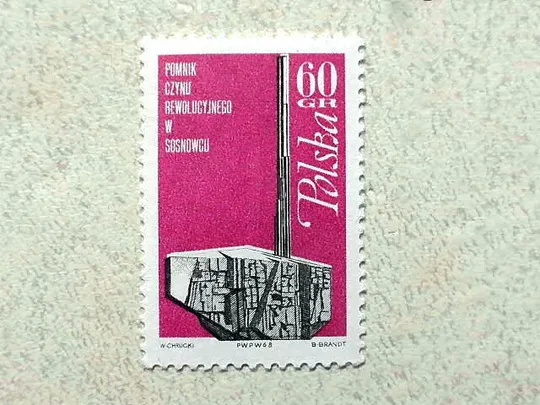 POMNIK
CZYNU
REWOLUCYJNEGO
W
SOSNOWCU
60
GR
Polska
W·CHRUCKI
PWPW68
B·BRANDT